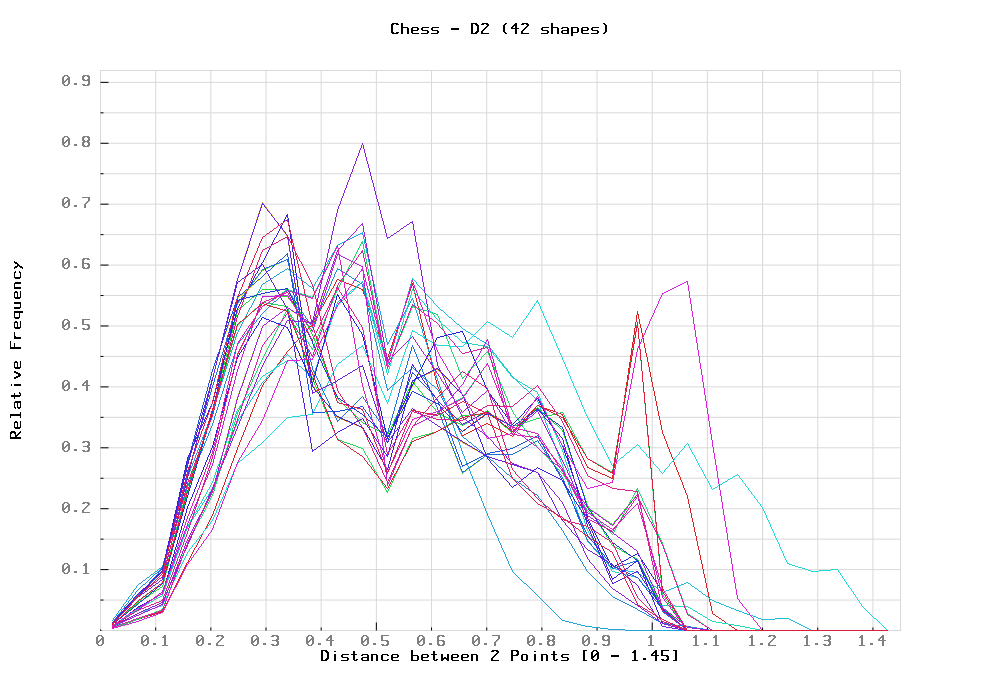 Chess - D2 (42 shapes)
0.9
0.8
0.7
0.6
0.5
0.4
0.3
0.2
0.1
Relative Frequency
0 0.1 0.2 0.3 0.4 0.5 0.6 0.7 0.8 0.9 1 1.1 1.2 1.3 1.4
Distance between 2 Points [0 - 1.45]